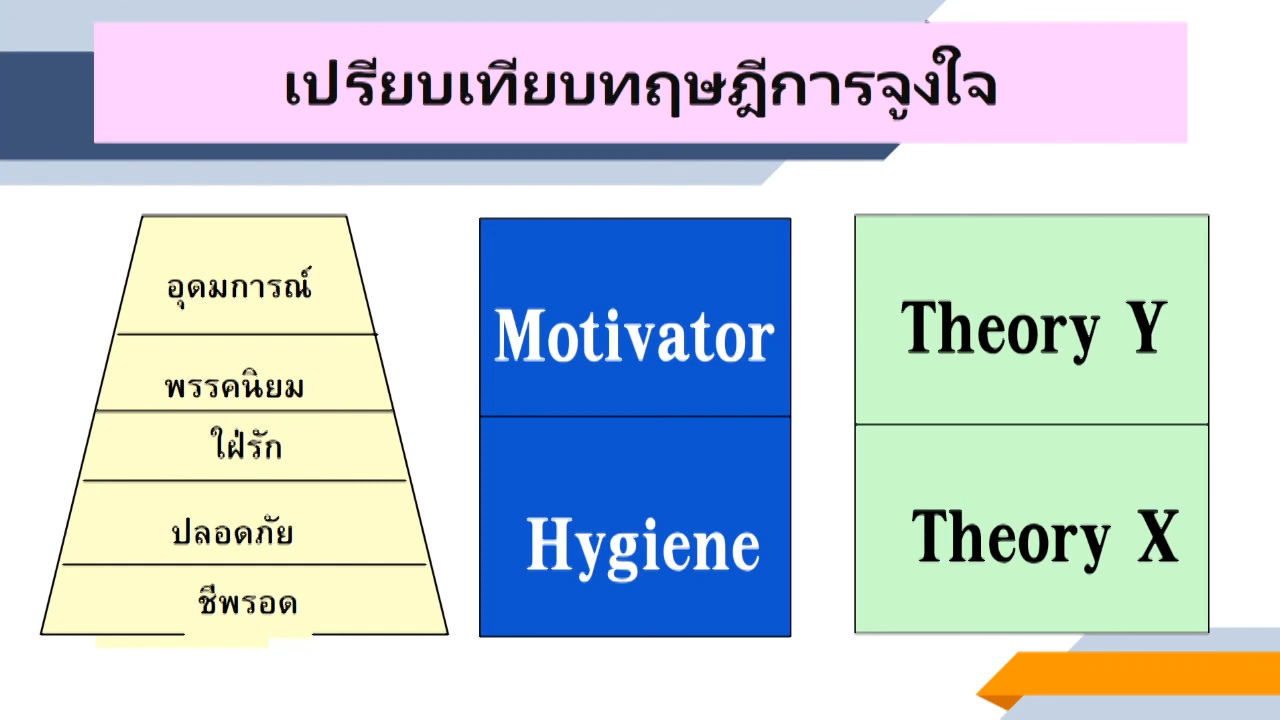 เปรียบเทียบทฤษฎีการจูงใจ
อุดมการณ์
พรรคนิยม
ใฝ่รัก
ปลอดภัย
ชีพรอด
Motivator
Hygiene
Theory Y
Theory X